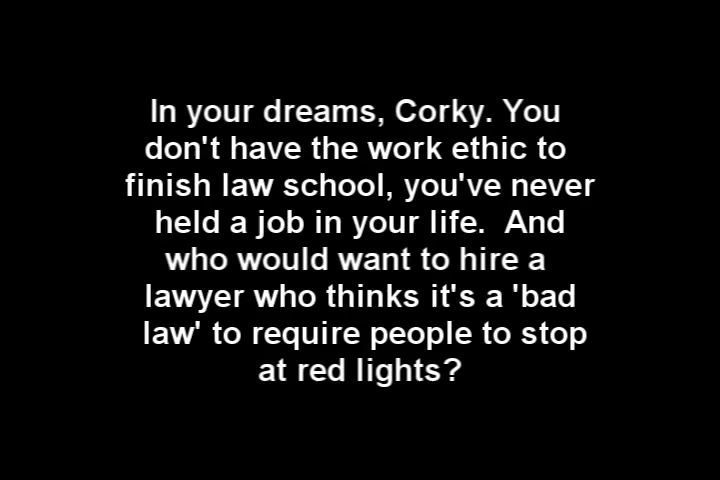 In your dreams, Corky. You
don't have the work ethic to
finish law school, you've never
held a job in your life.  And
who would want to hire a
lawyer who thinks it's a 'bad
law' to require people to stop
at red lights?